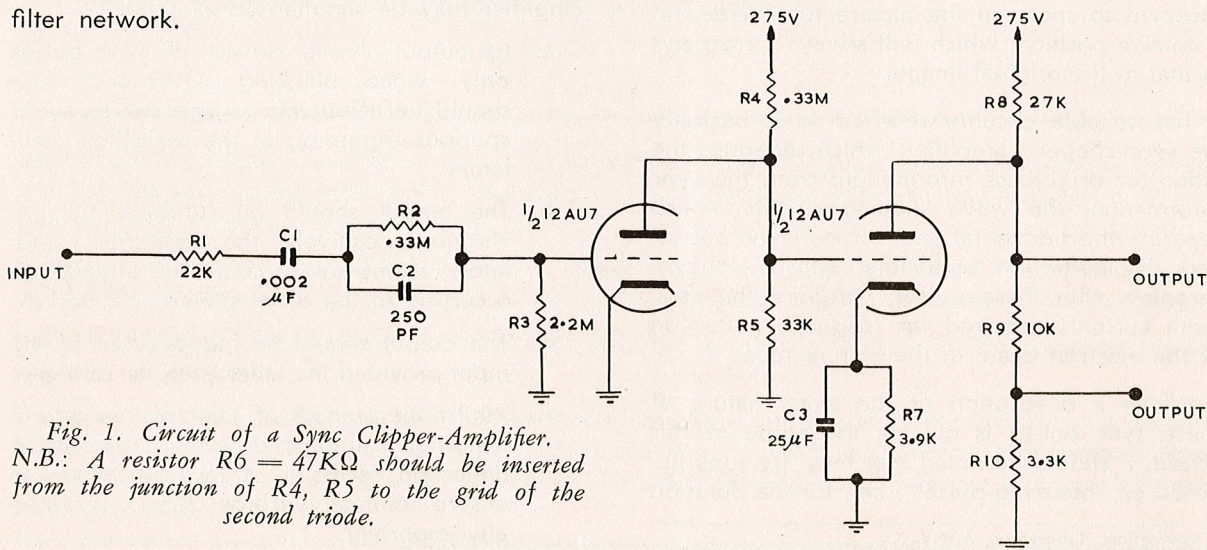 filter network.
275V
275V
R4
.33M
R8
27K
½ 12AU7
½ 12AU7
R2
.33M
R1
22K
C1
.002
μF
C2
250
PF
INPUT
OUTPUT
R3
2.2M
R5
33K
R9
10K
OUTPUT
C3
25μF
R7
3.9K
R10
3.3K
Fig. 1. Circuit of a Sync Clipper-Amplifier.
N.B.: A resistor R6 = 47KΩ should be inserted
from the junction of R4, R5 to the grid of the
second triode.